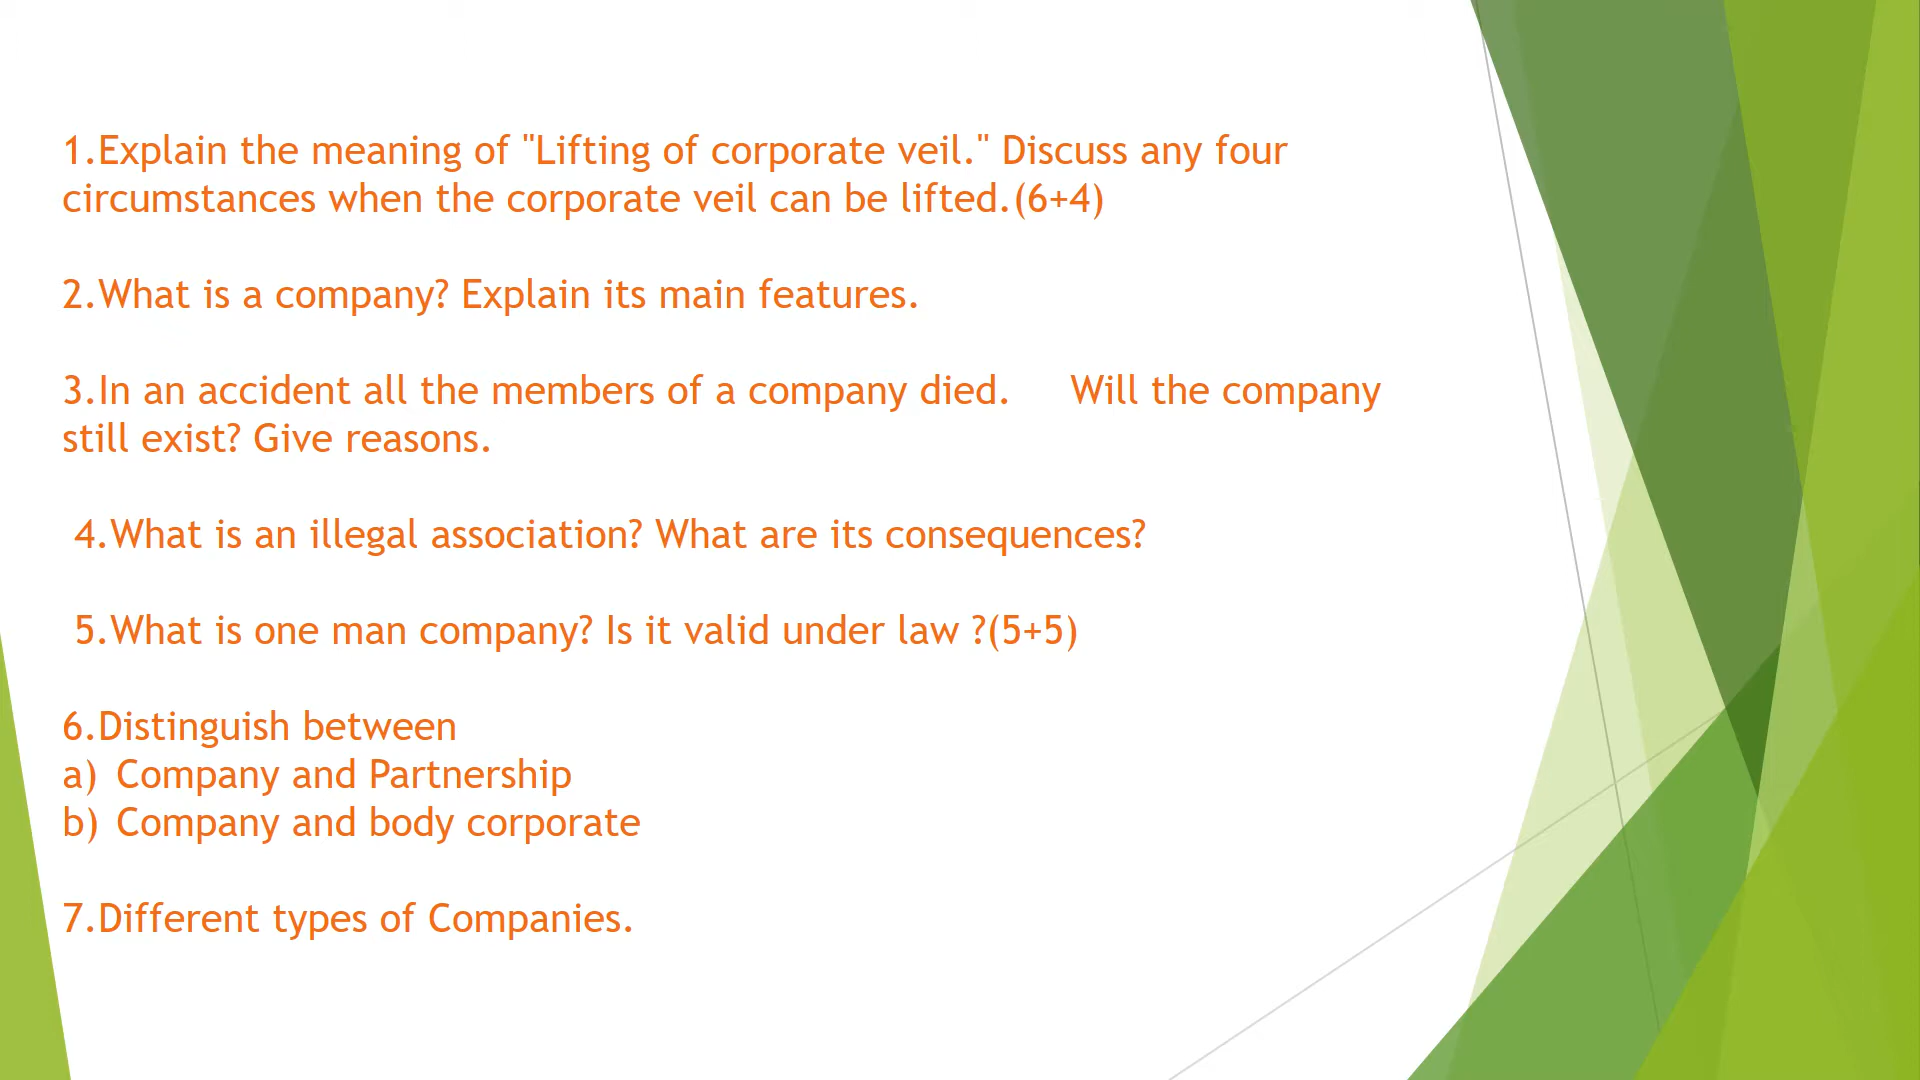 1.Explain the meaning of "Lifting of corporate veil." Discuss any four
circumstances when the corporate veil can be lifted.(6+4)
2.What is a company? Explain its main features.
3.In an accident all the members of a company died. Will the company
still exist? Give reasons.
4.What is an illegal association? What are its consequences?
5.What is one man company? Is it valid under law ?(5+5)
6.Distinguish between
a) Company and Partnership
b) Company and body corporate
7.Different types of Companies.